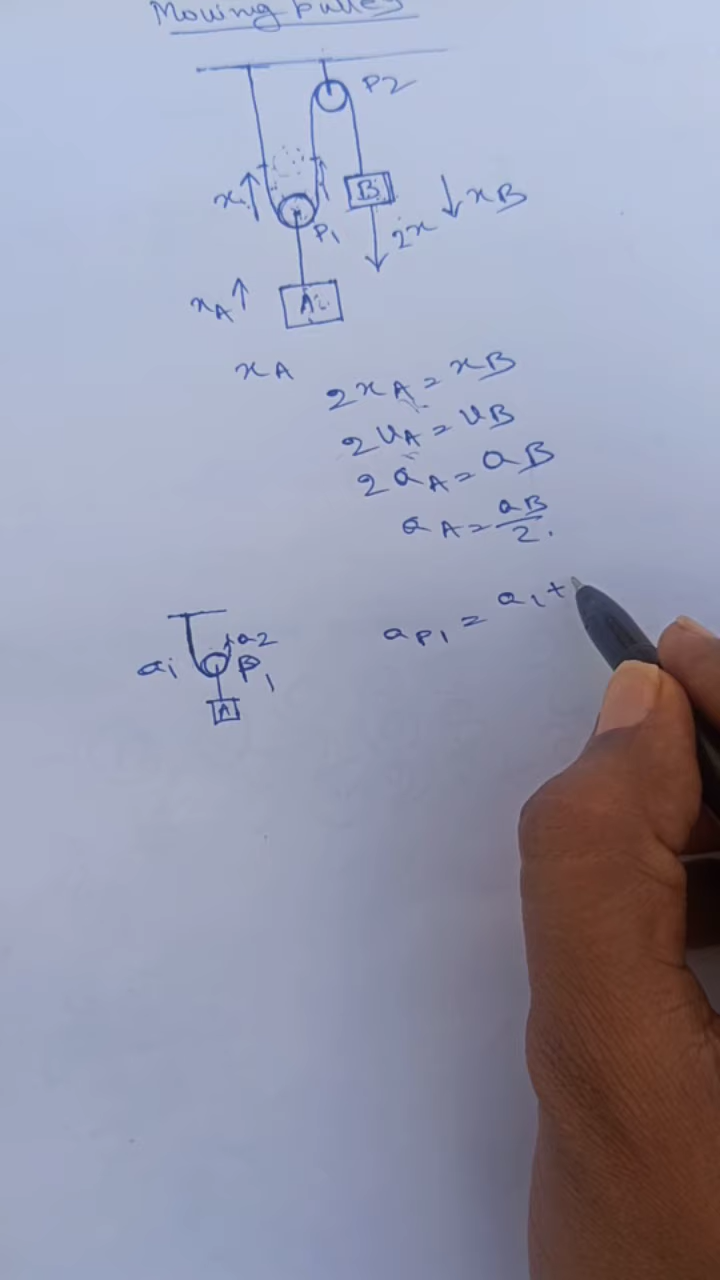 Moving pulley
P2
x
B
P1
2x
xB
xA
A
xA
2xA = xB
2vA = vB
2aA = aB
aA = aB/2.
aP1 = a1 +
a2
a1
P1
A